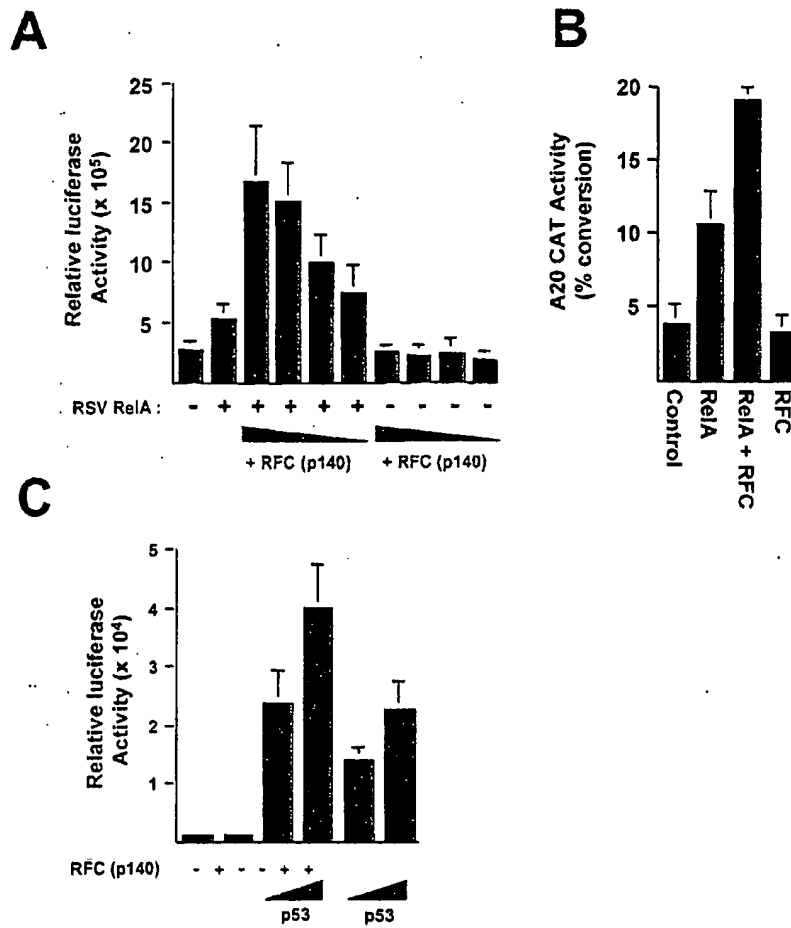 A
25
20
15
10
5
Relative luciferase
Activity (x 10⁵)
RSV RelA : - + + + + + - - - -
+ RFC (p140) + RFC (p140)
B
20
15
10
5
A20 CAT Activity
(% conversion)
Control
RelA
RelA + RFC
RFC
C
5
4
3
2
1
Relative luciferase
Activity (x 10⁴)
RFC (p140) - + - - + +
p53 p53